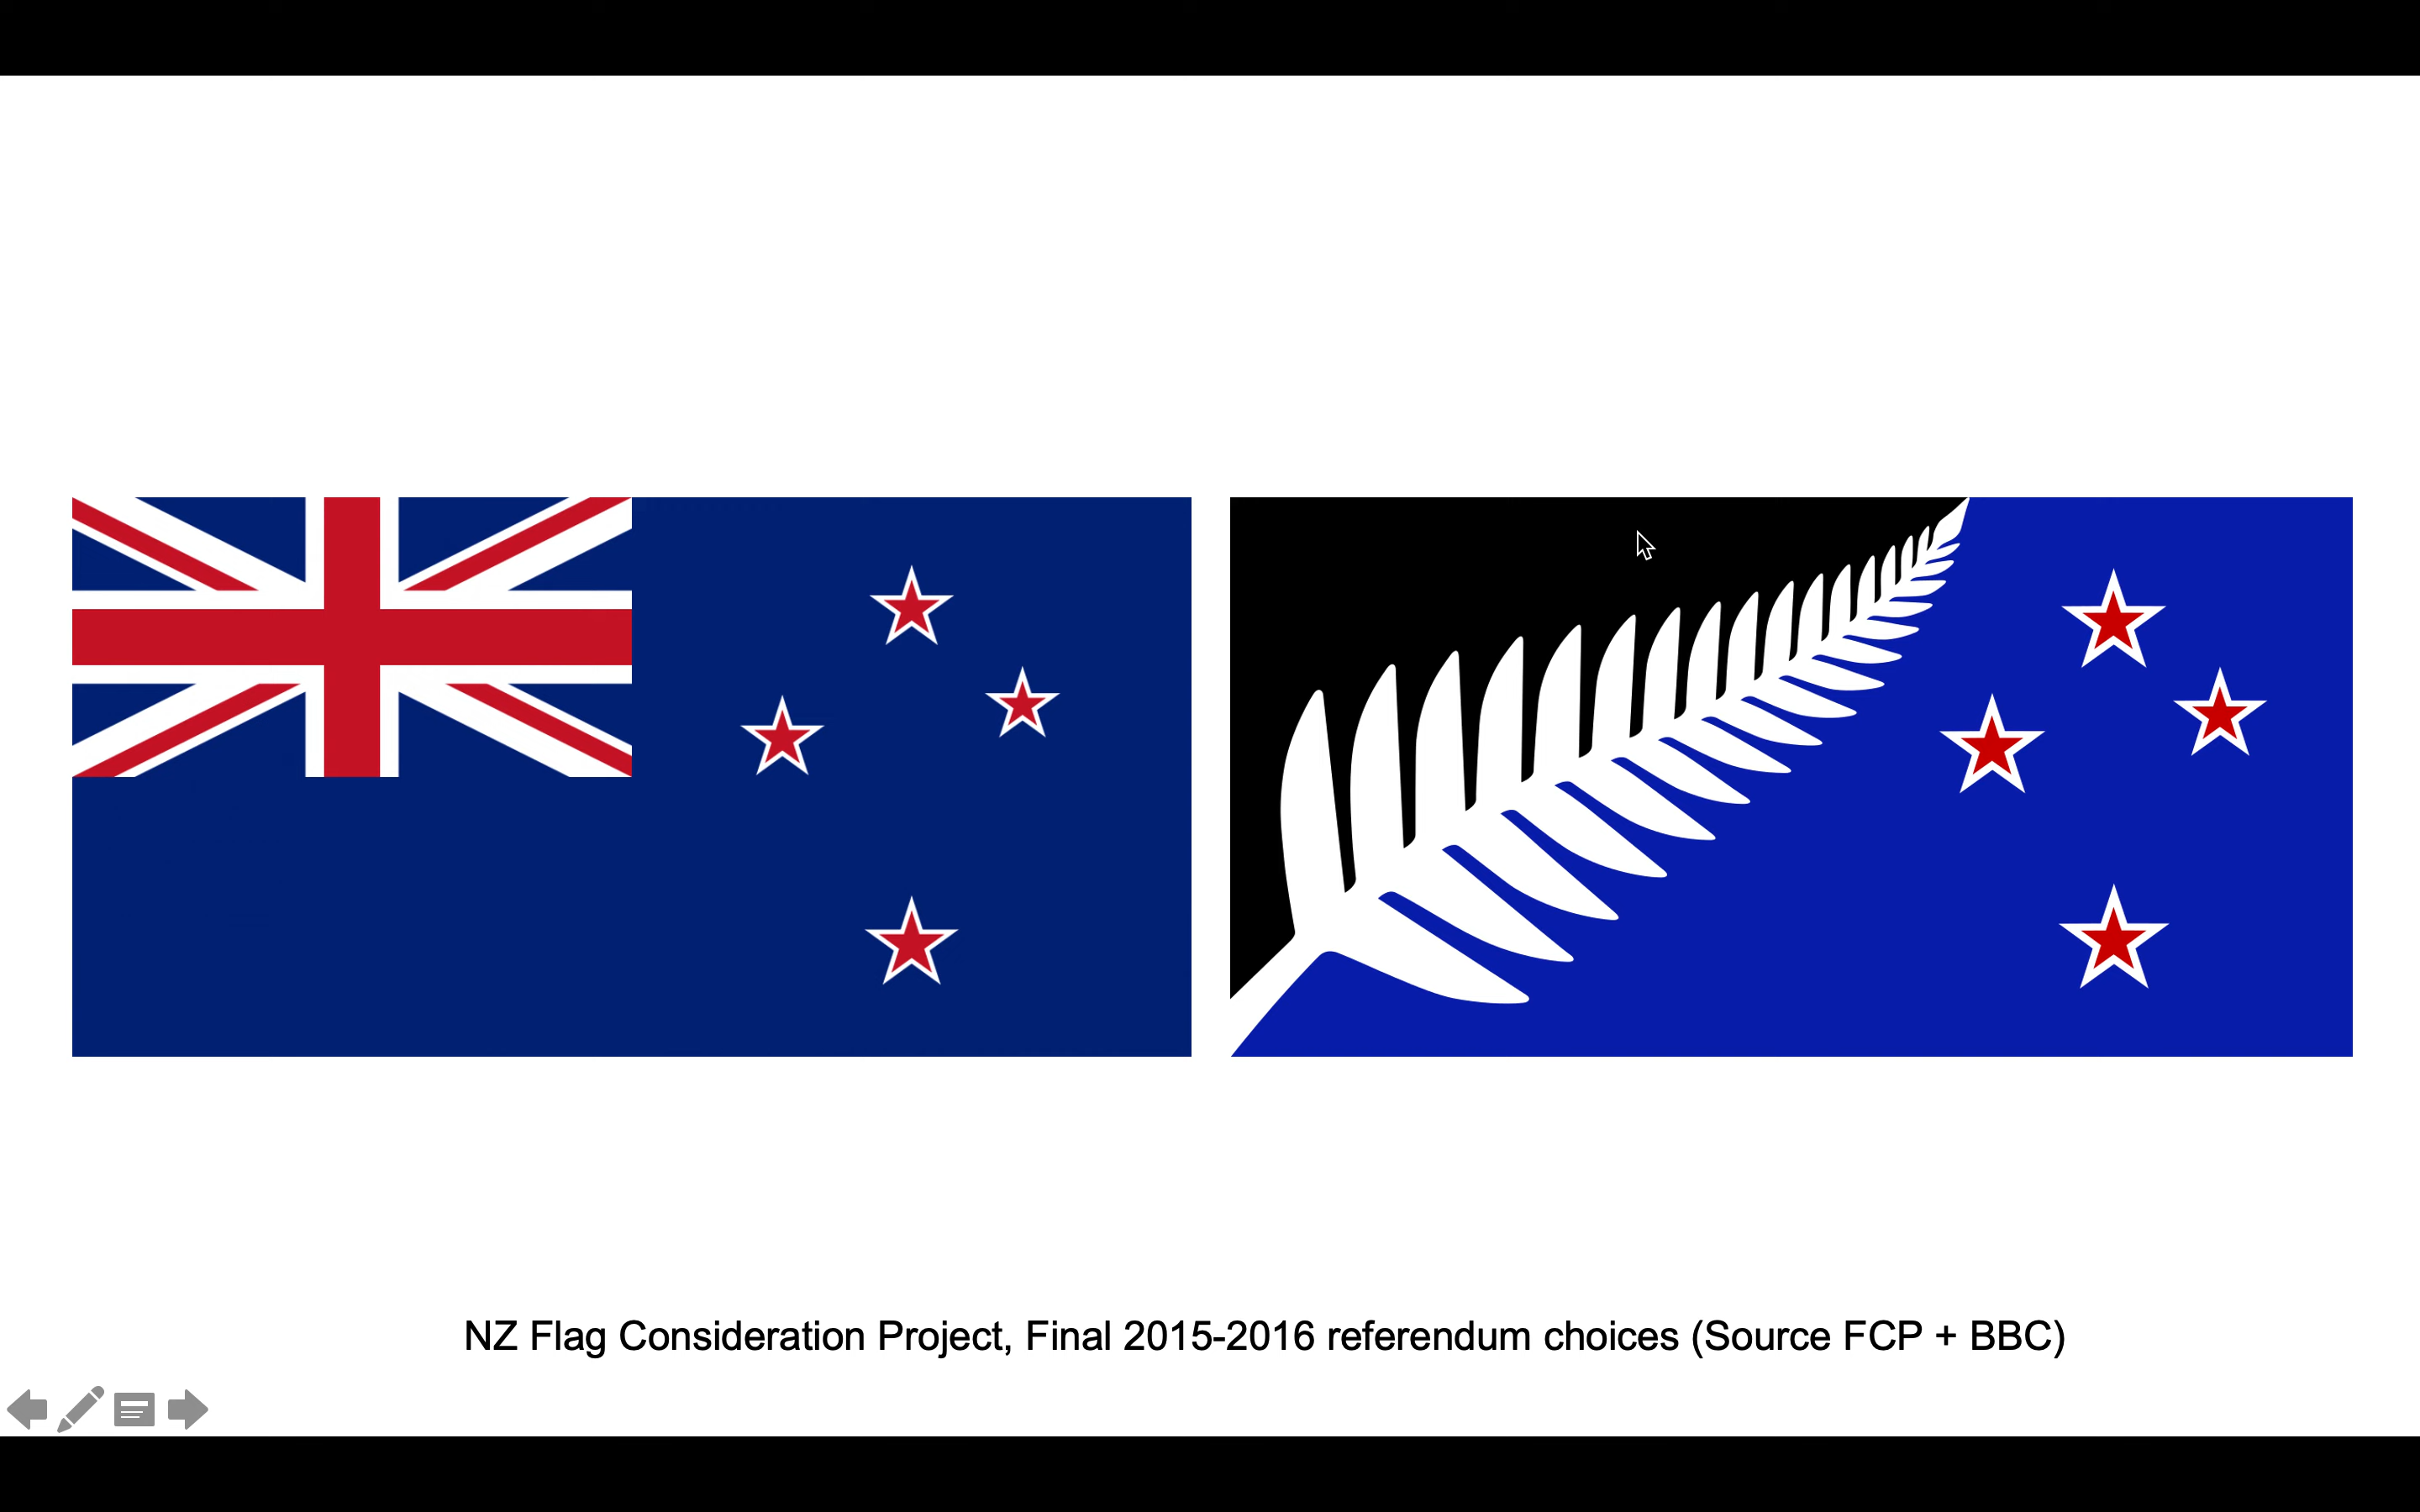 NZ Flag Consideration Project, Final 2015-2016 referendum choices (Source FCP + BBC)